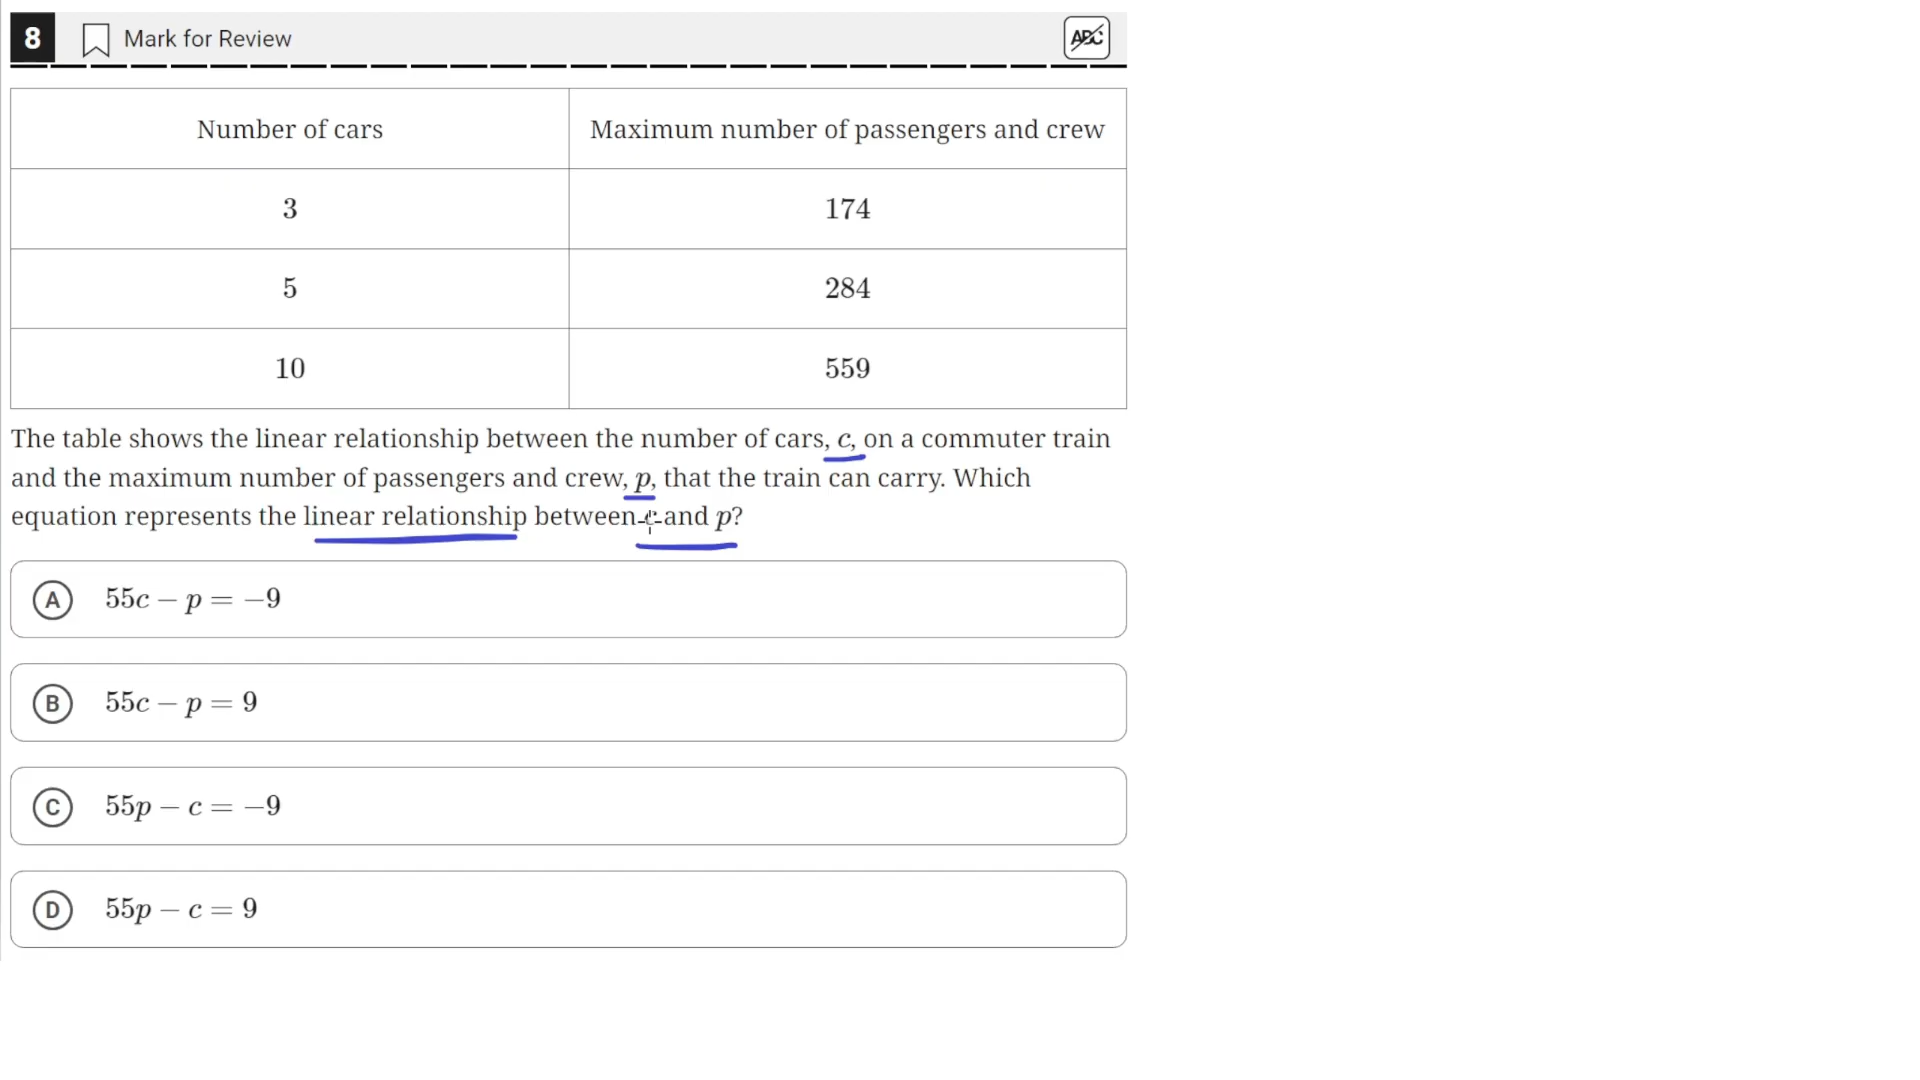 8 Mark for Review ABC
Number of cars Maximum number of passengers and crew
3 174
5 284
10 559
The table shows the linear relationship between the number of cars, c, on a commuter train
and the maximum number of passengers and crew, p, that the train can carry. Which
equation represents the linear relationship between c and p?
A 55c − p = −9
B 55c − p = 9
C 55p − c = −9
D 55p − c = 9